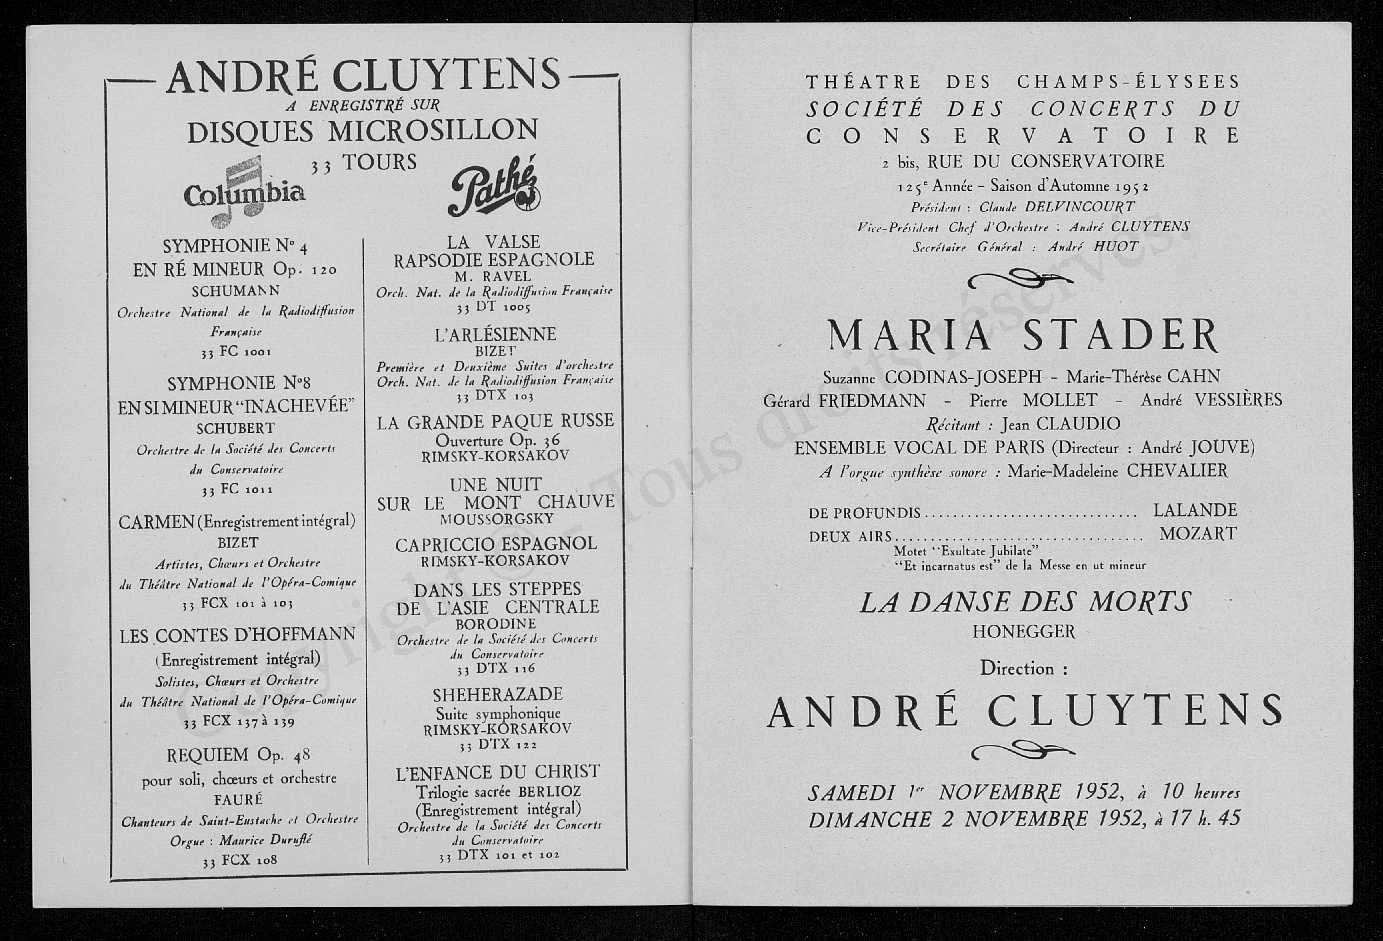 ANDRÉ CLUYTENS
A ENREGISTRÉ SUR
DISQUES MICROSILLON
33 TOURS
Columbia
Pathé
SYMPHONIE No 4
EN RÉ MINEUR Op. 120
SCHUMANN
Orchestre National de la Radiodiffusion
Française
33 FC 1001
SYMPHONIE No8
EN SI MINEUR "INACHEVÉE"
SCHUBERT
Orchestre de la Société des Concerts
du Conservatoire
33 FC 1011
CARMEN (Enregistrement intégral)
BIZET
Artistes, Chœurs et Orchestre
du Théâtre National de l'Opéra-Comique
33 FCX 101 à 103
LES CONTES D'HOFFMANN
(Enregistrement intégral)
Solistes, Chœurs et Orchestre
du Théâtre National de l'Opéra-Comique
33 FCX 137 à 139
REQUIEM Op. 48
pour soli, chœurs et orchestre
FAURÉ
Chanteurs de Saint-Eustache et Orchestre
Orgue : Maurice Duruflé
33 FCX 108
LA VALSE
RAPSODIE ESPAGNOLE
M. RAVEL
Orch. Nat. de la Radiodiffusion Française
33 DT 1005
L'ARLÉSIENNE
BIZET
Première et Deuxième Suites d'orchestre
Orch. Nat. de la Radiodiffusion Française
33 DTX 103
LA GRANDE PAQUE RUSSE
Ouverture Op. 36
RIMSKY-KORSAKOV
UNE NUIT
SUR LE MONT CHAUVE
MOUSSORGSKY
CAPRICCIO ESPAGNOL
RIMSKY-KORSAKOV
DANS LES STEPPES
DE L'ASIE CENTRALE
BORODINE
Orchestre de la Société des Concerts
du Conservatoire
33 DTX 116
SHEHERAZADE
Suite symphonique
RIMSKY-KORSAKOV
33 DTX 122
L'ENFANCE DU CHRIST
Trilogie sacrée BERLIOZ
(Enregistrement intégral)
Orchestre de la Société des Concerts
du Conservatoire
33 DTX 101 et 102
THÉATRE DES CHAMPS-ÉLYSEES
SOCIÉTÉ DES CONCERTS DU
CONSERVATOIRE
2 bis, RUE DU CONSERVATOIRE
125e Année - Saison d'Automne 1952
Président : Claude DELVINCOURT
Vice-Président Chef d'Orchestre : André CLUYTENS
Secrétaire Général : André HUOT
MARIA STADER
Suzanne CODINAS-JOSEPH - Marie-Thérèse CAHN
Gérard FRIEDMANN - Pierre MOLLET - André VESSIÈRES
Récitant : Jean CLAUDIO
ENSEMBLE VOCAL DE PARIS (Directeur : André JOUVE)
A l'orgue synthèse sonore : Marie-Madeleine CHEVALIER
DE PROFUNDIS .............................. LALANDE
DEUX AIRS .................................. MOZART
Motet "Exultate Jubilate"
"Et incarnatus est" de la Messe en ut mineur
LA DANSE DES MORTS
HONEGGER
Direction :
ANDRÉ CLUYTENS
SAMEDI 1er NOVEMBRE 1952, à 10 heures
DIMANCHE 2 NOVEMBRE 1952, à 17 h. 45
Copyright © - Tous droits réservés.